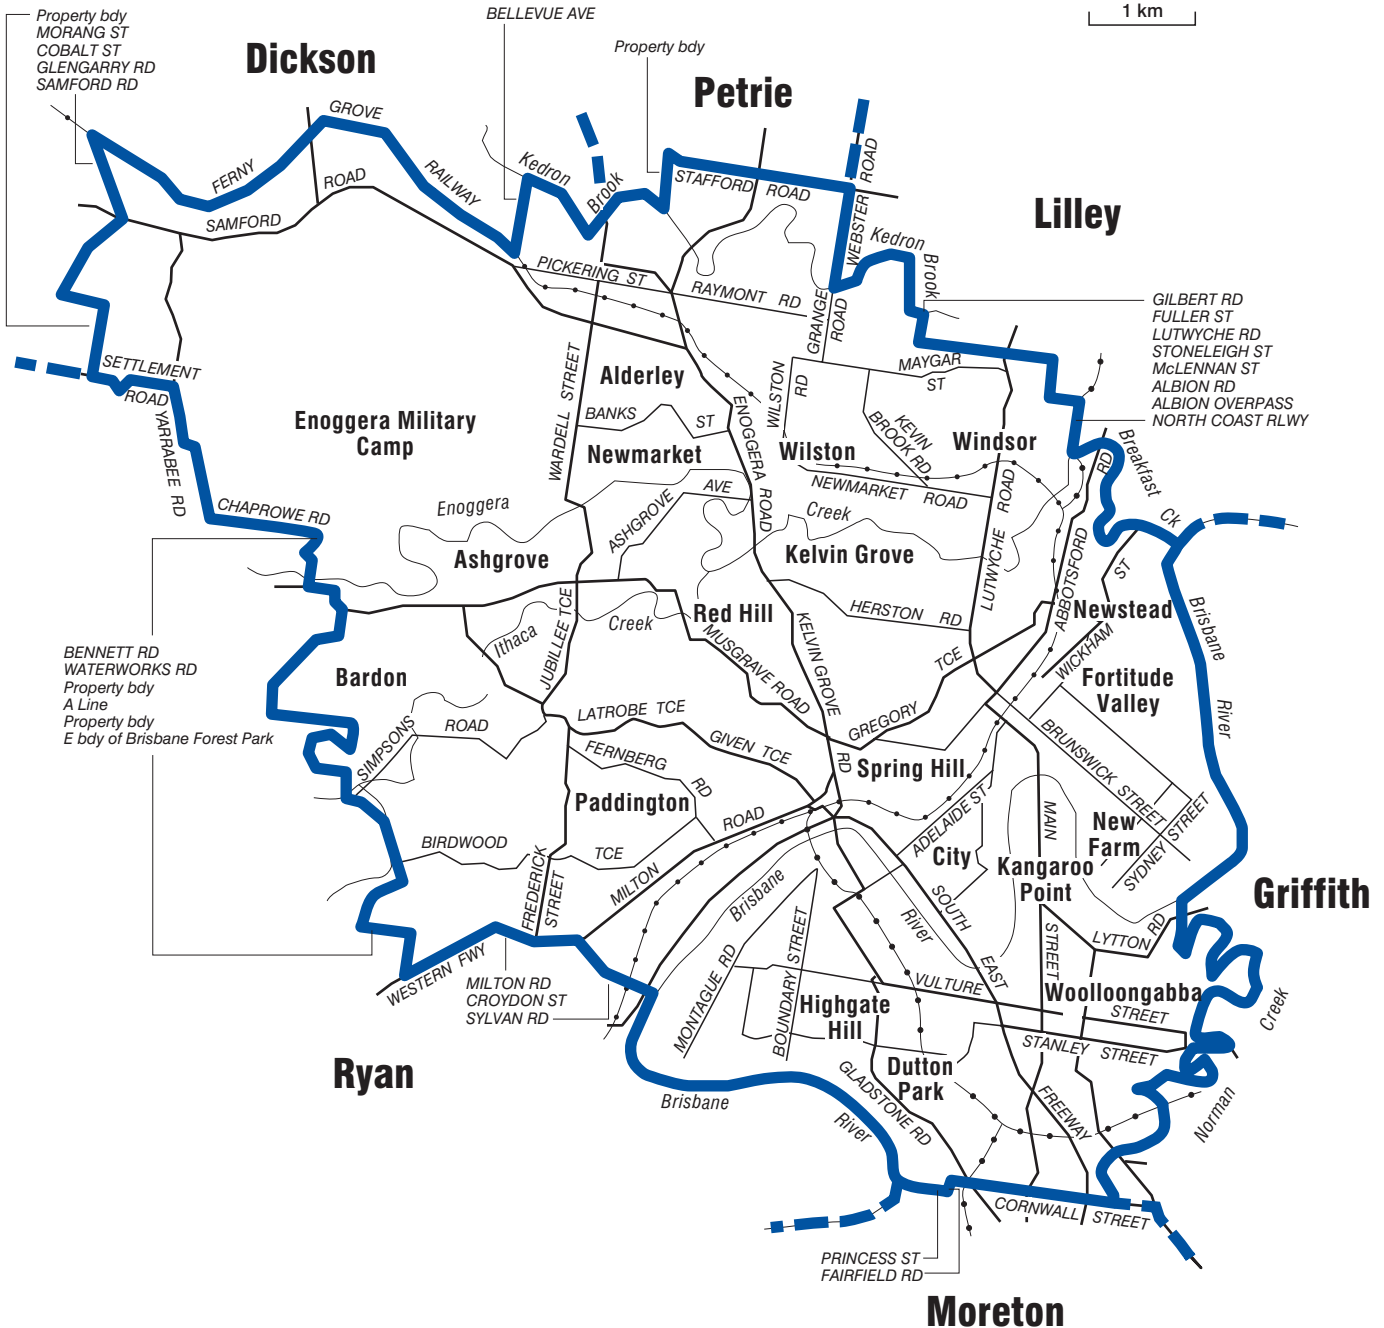 Property bdy
MORANG ST
COBALT ST
GLENGARRY RD
SAMFORD RD
BELLEVUE AVE
Property bdy
1 km
Dickson
Petrie
Lilley
GROVE
FERNY
RAILWAY
ROAD
SAMFORD
Kedron
Brook
STAFFORD ROAD
WEBSTER ROAD
Kedron
Brook
PICKERING ST
RAYMONT RD
GRANGE
ROAD
GILBERT RD
FULLER ST
LUTWYCHE RD
STONELEIGH ST
McLENNAN ST
ALBION RD
ALBION OVERPASS
NORTH COAST RLWY
SETTLEMENT
ROAD
YARRABEE RD
Enoggera Military
Camp
WARDELL STREET
Alderley
BANKS ST
Newmarket
ENOGGERA ROAD
WILSTON
RD
MAYGAR
ST
KEVIN
BROOK RD
Wilston
Windsor
NEWMARKET ROAD
LUTWYCHE ROAD
RD
Breakfast
Ck
CHAPROWE RD
Enoggera
Creek
ASHGROVE AVE
Ashgrove
Kelvin Grove
ABBOTSFORD
ST
Newstead
WICKHAM
Brisbane
River
HERSTON RD
Red Hill
Ithaca
Creek
JUBILLEE TCE
MUSGRAVE ROAD
KELVIN GROVE
RD
GREGORY
TCE
Fortitude
Valley
BENNETT RD
WATERWORKS RD
Property bdy
A Line
Property bdy
E bdy of Brisbane Forest Park
Bardon
SIMPSONS
ROAD
LATROBE TCE
GIVEN TCE
FERNBERG
RD
Paddington
Spring Hill
BRUNSWICK STREET
SYDNEY STREET
New
Farm
ADELAIDE ST
City
MAIN
STREET
Kangaroo
Point
BIRDWOOD
TCE
FREDERICK
STREET
MILTON
ROAD
Brisbane
River
SOUTH
EAST
FREEWAY
Griffith
LYTTON RD
WESTERN FWY
MILTON RD
CROYDON ST
SYLVAN RD
MONTAGUE RD
BOUNDARY STREET
VULTURE
STREET
Highgate
Hill
Woolloongabba
STANLEY STREET
Creek
Norman
Dutton
Park
GLADSTONE RD
Ryan
Brisbane
River
CORNWALL STREET
PRINCESS ST
FAIRFIELD RD
Moreton